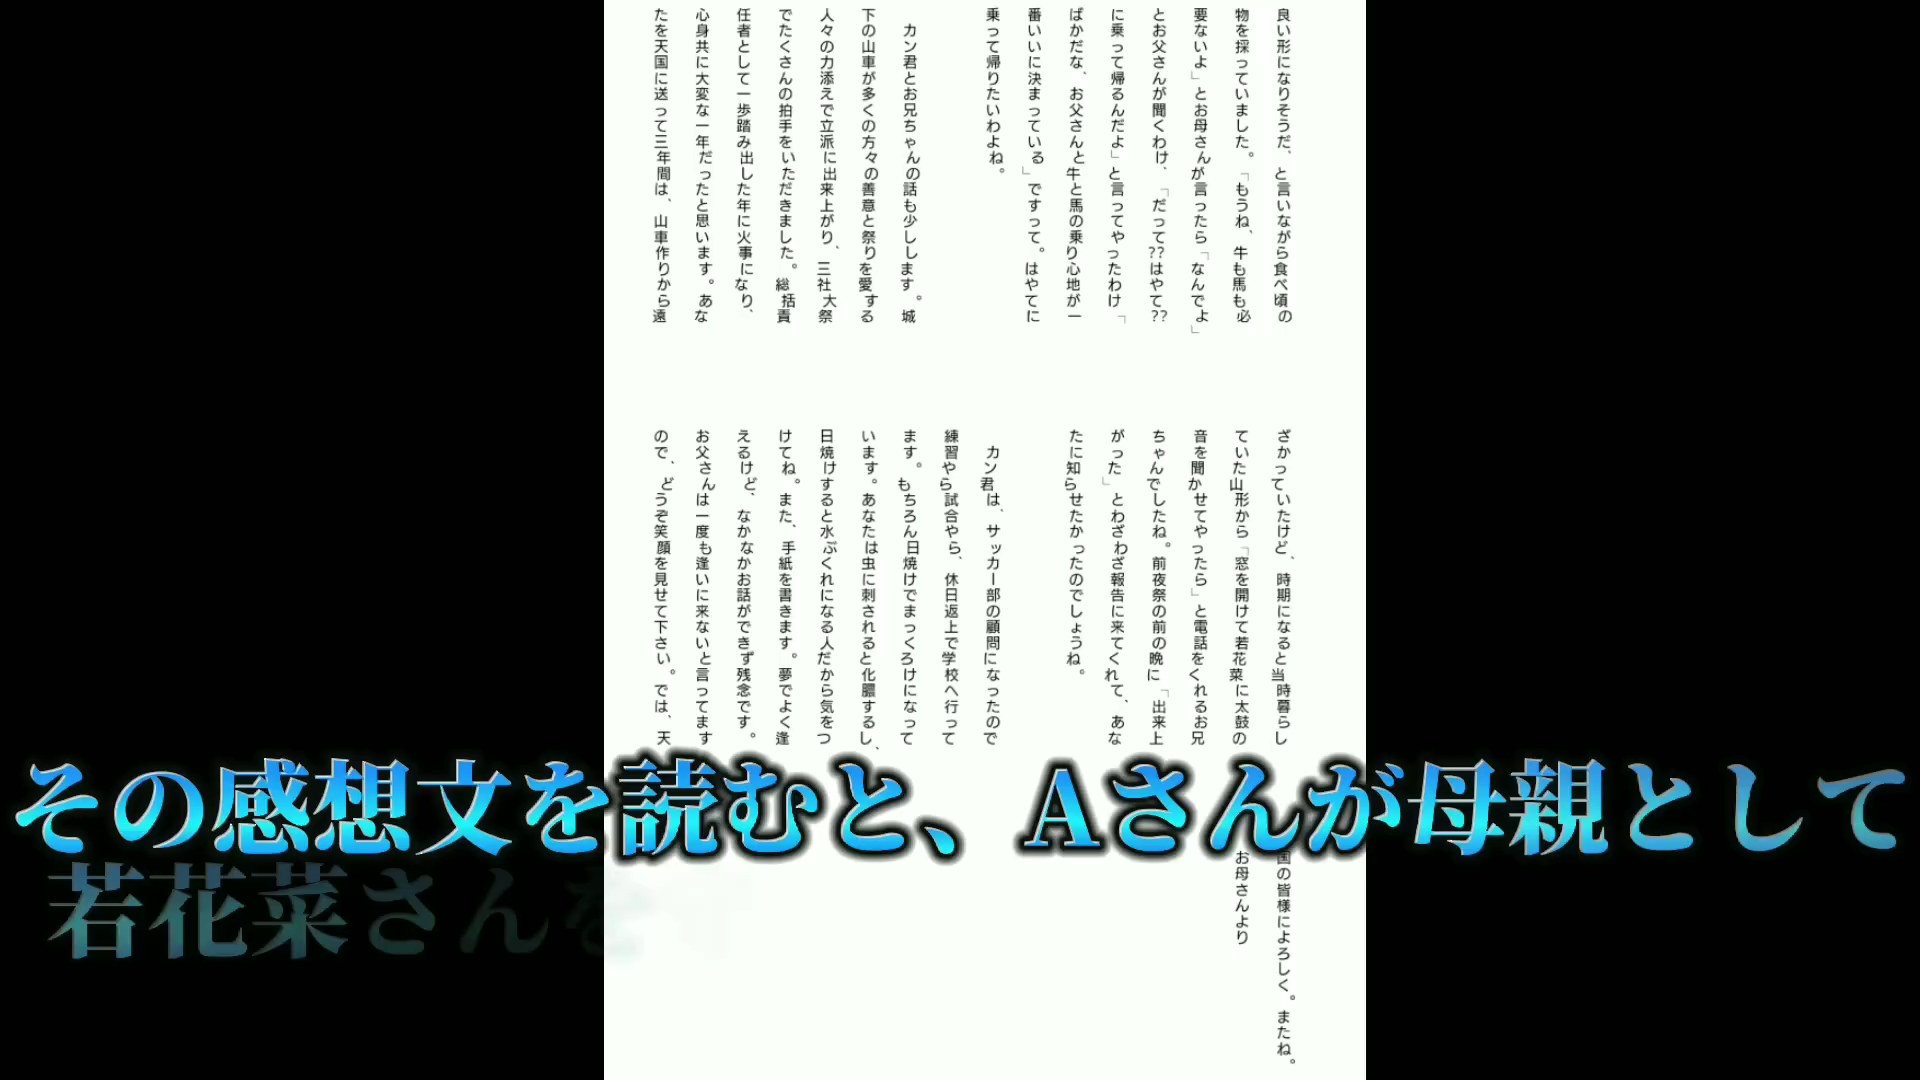 良い形になりそうだ、と言いながら食べ頃の
物を採っていました。「もうね、牛も馬も必
要ないよ」とお母さんが言ったら「なんでよ」
とお父さんが聞くわけ、「だって??はやて??
に乗って帰るんだよ」と言ってやったわけ「
ばかだな、お父さんと牛と馬の乗り心地が一
番いいに決まっている」ですって。はやてに
乗って帰りたいわよね。
カン君とお兄ちゃんの話も少しします。城
下の山車が多くの方々の善意と祭りを愛する
人々の力添えで立派に出来上がり、三社大祭
でたくさんの拍手をいただきました。総括責
任者として一歩踏み出した年に火事になり、
心身共に大変な一年だったと思います。あな
たを天国に送って三年間は、山車作りから遠
ざかっていたけど、時期になると当時暮らし
ていた山形から「窓を開けて若花菜に太鼓の
音を聞かせてやったら」と電話をくれるお兄
ちゃんでしたね。前夜祭の前の晩に「出来上
がった」とわざわざ報告に来てくれて、あな
たに知らせたかったのでしょうね。
カン君は、サッカー部の顧問になったので
練習やら試合やら、休日返上で学校へ行って
ます。もちろん日焼けでまっくろけになって
います。あなたは虫に刺されると化膿するし、
日焼けすると水ぶくれになる人だから気をつ
けてね。また、手紙を書きます。夢でよく逢
えるけど、なかなかお話ができず残念です。
お父さんは一度も逢いに来ないと言ってます
ので、どうぞ笑顔を見せて下さい。では、天
国の皆様によろしく。またね。
お母さんより
その感想文を読むと、Aさんが母親として
若花菜さんを